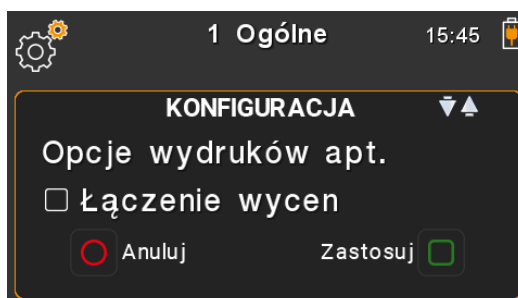 1 Ogólne 15:45
KONFIGURACJA
Opcje wydruków apt.
Łączenie wycen
Anuluj Zastosuj